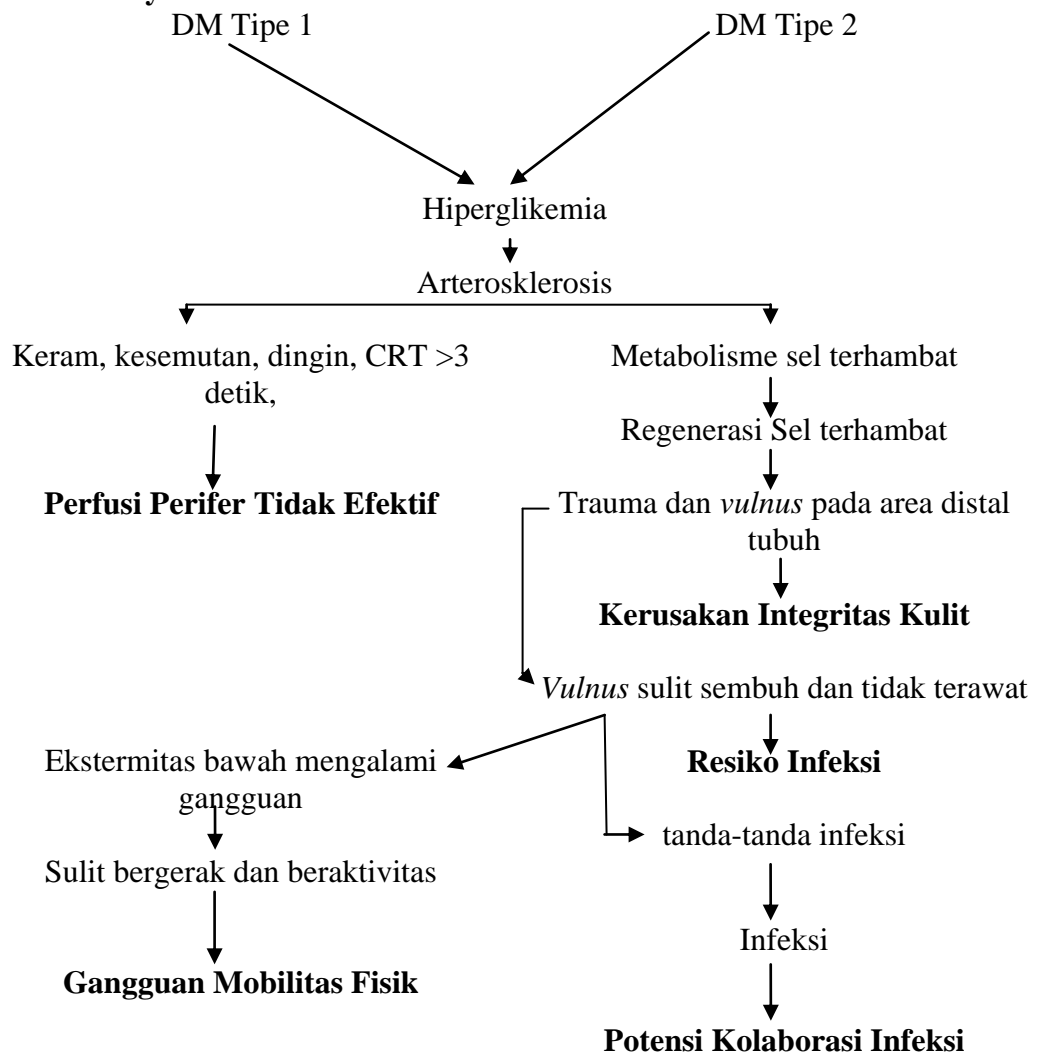 DM Tipe 1
DM Tipe 2
Hiperglikemia
Arterosklerosis
Keram, kesemutan, dingin, CRT >3
detik,
Metabolisme sel terhambat
Regenerasi Sel terhambat
Perfusi Perifer Tidak Efektif
Trauma dan vulnus pada area distal
tubuh
Kerusakan Integritas Kulit
Vulnus sulit sembuh dan tidak terawat
Ekstermitas bawah mengalami
gangguan
Resiko Infeksi
tanda-tanda infeksi
Sulit bergerak dan beraktivitas
Infeksi
Gangguan Mobilitas Fisik
Potensi Kolaborasi Infeksi